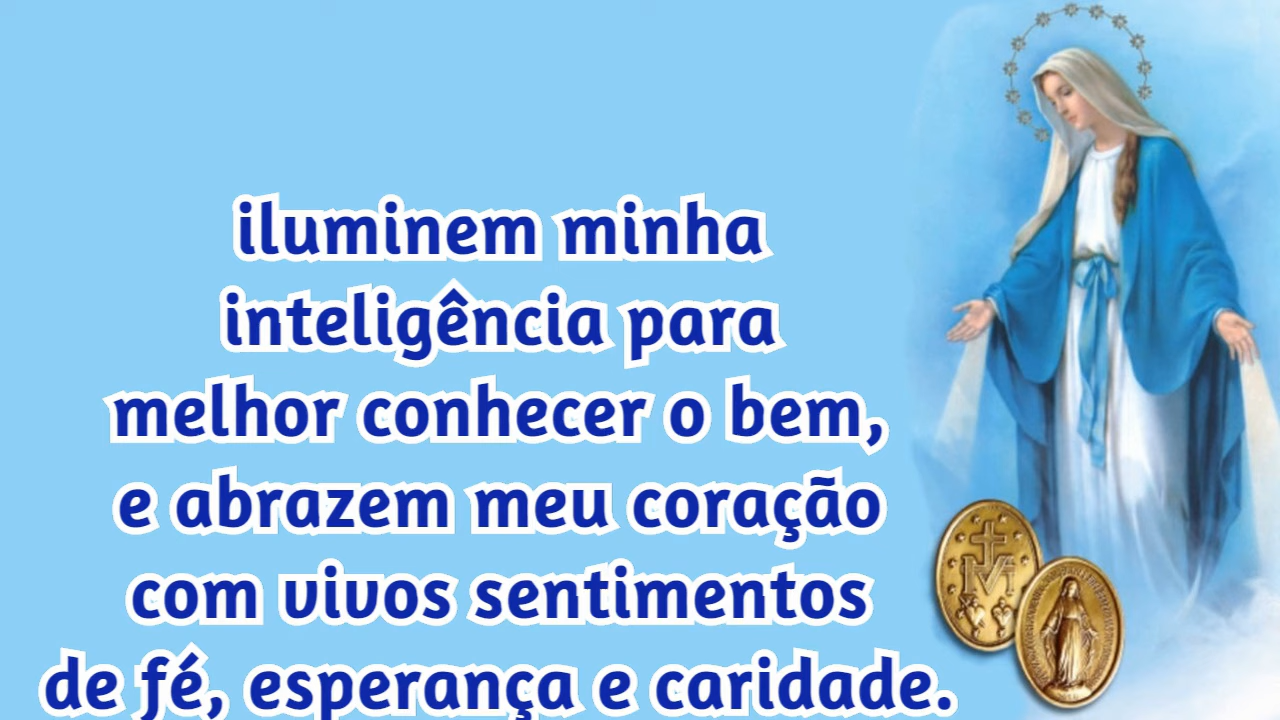 iluminem minha
inteligência para
melhor conhecer o bem,
e abrazem meu coração
com vivos sentimentos
de fé, esperança e caridade.